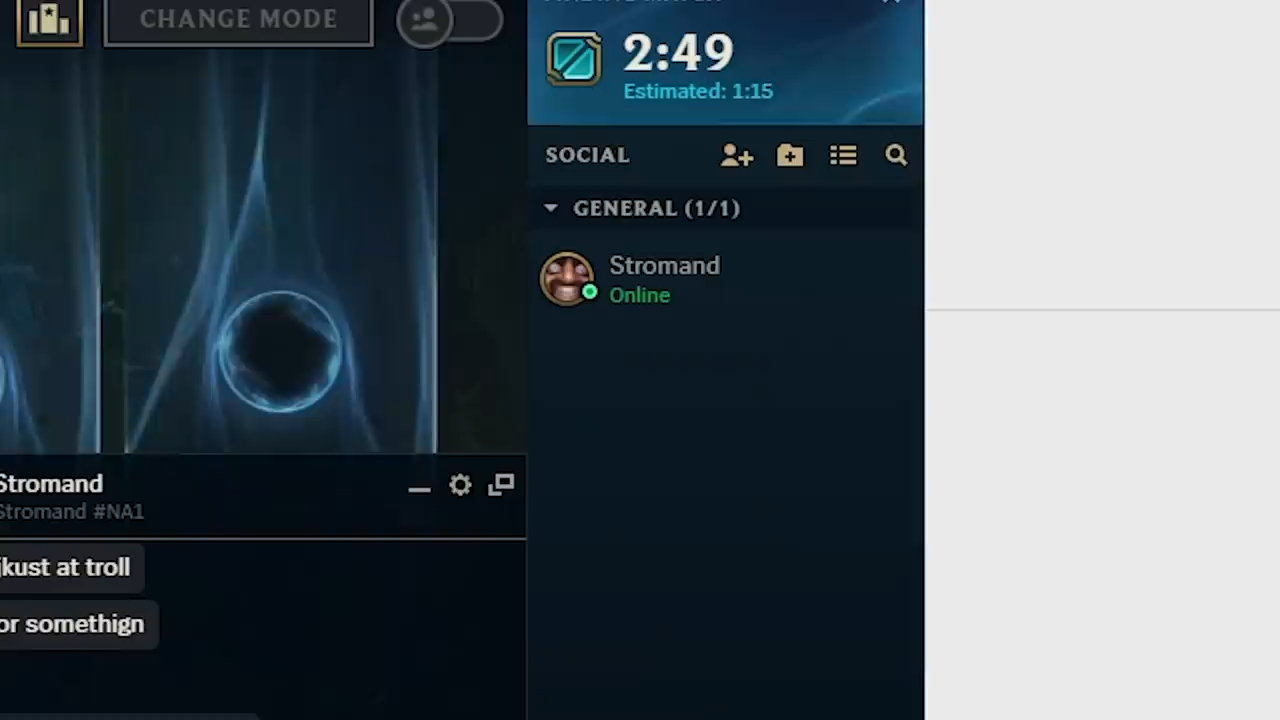 CHANGE MODE
2:49
Estimated: 1:15
SOCIAL
GENERAL (1/1)
Stromand
Online
Stromand
Stromand #NA1
jkust at troll
or somethign